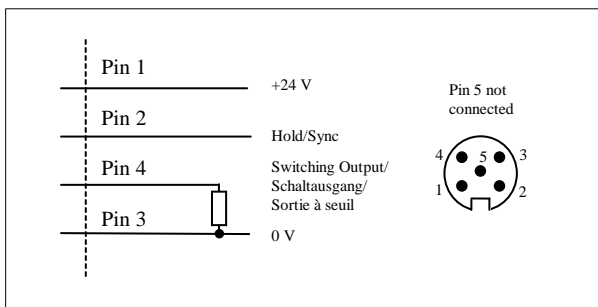 Pin 1
+24 V
Pin 2
Hold/Sync
Pin 4
Switching Output/
Schaltausgang/
Sortie à seuil
Pin 3
0 V
Pin 5 not
connected
4 5 3
1 2